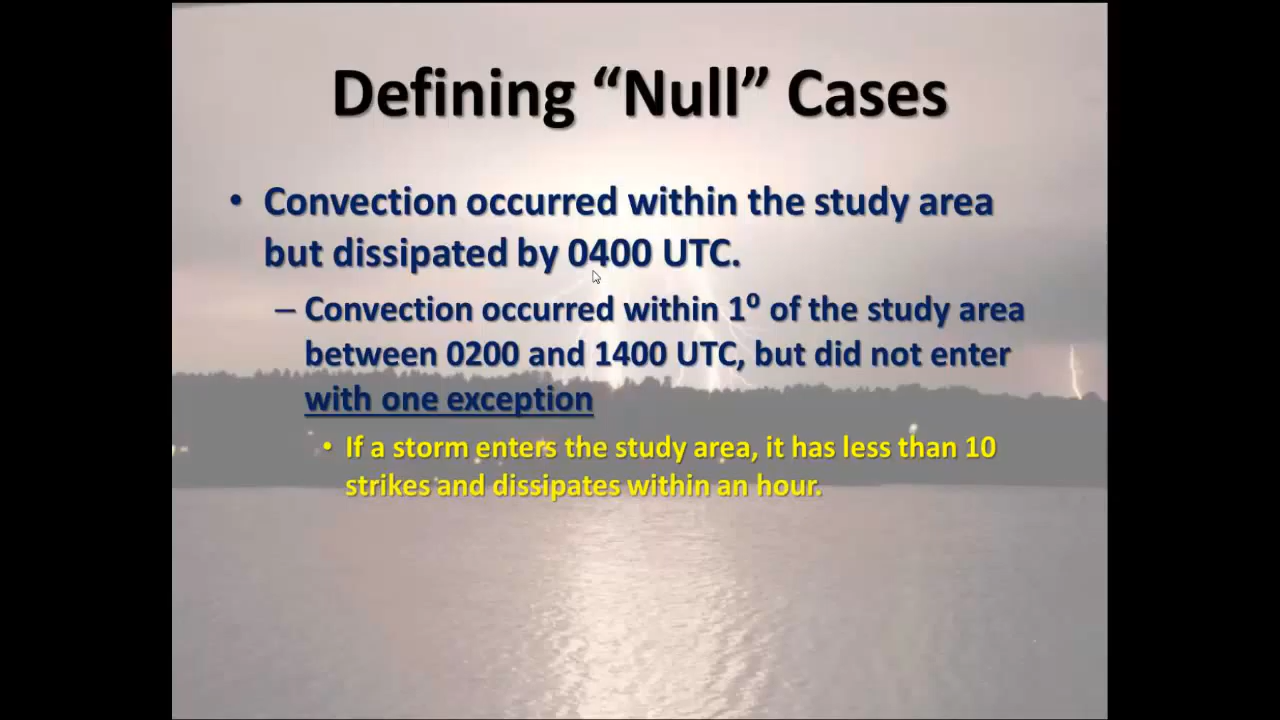 Defining “Null” Cases
• Convection occurred within the study area
but dissipated by 0400 UTC.
– Convection occurred within 1⁰ of the study area
between 0200 and 1400 UTC, but did not enter
with one exception
• If a storm enters the study area, it has less than 10
strikes and dissipates within an hour.